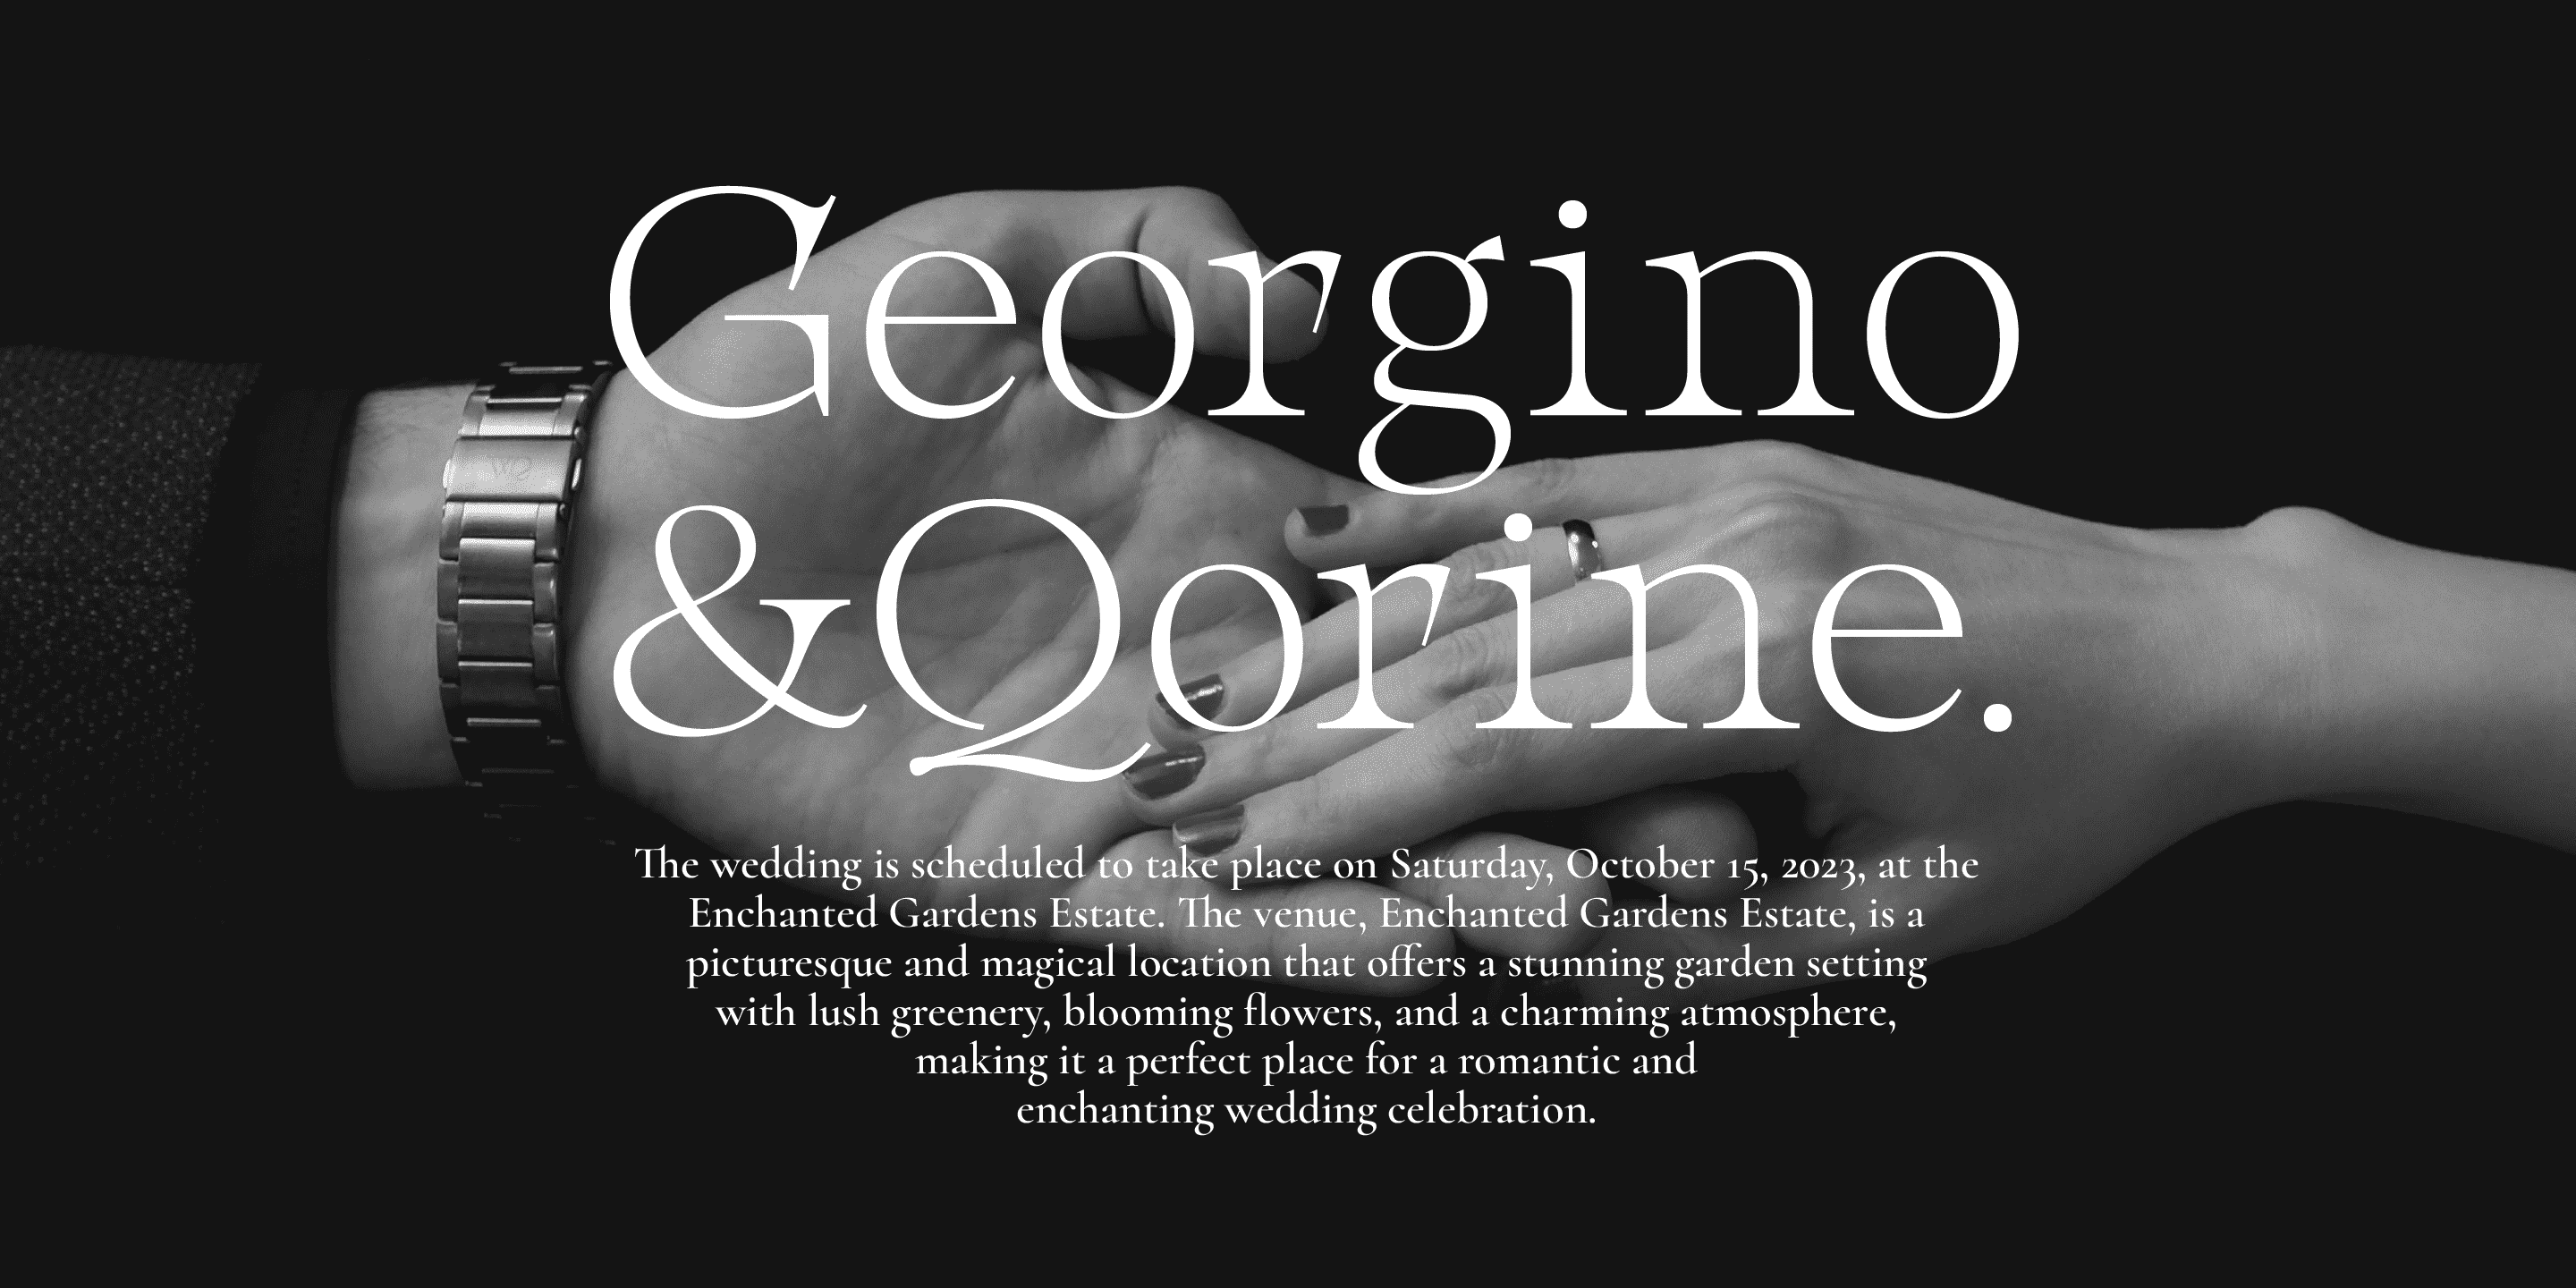 Georgino
&Qorine.
The wedding is scheduled to take place on Saturday, October 15, 2023, at the
Enchanted Gardens Estate. The venue, Enchanted Gardens Estate, is a
picturesque and magical location that offers a stunning garden setting
with lush greenery, blooming flowers, and a charming atmosphere,
making it a perfect place for a romantic and
enchanting wedding celebration.